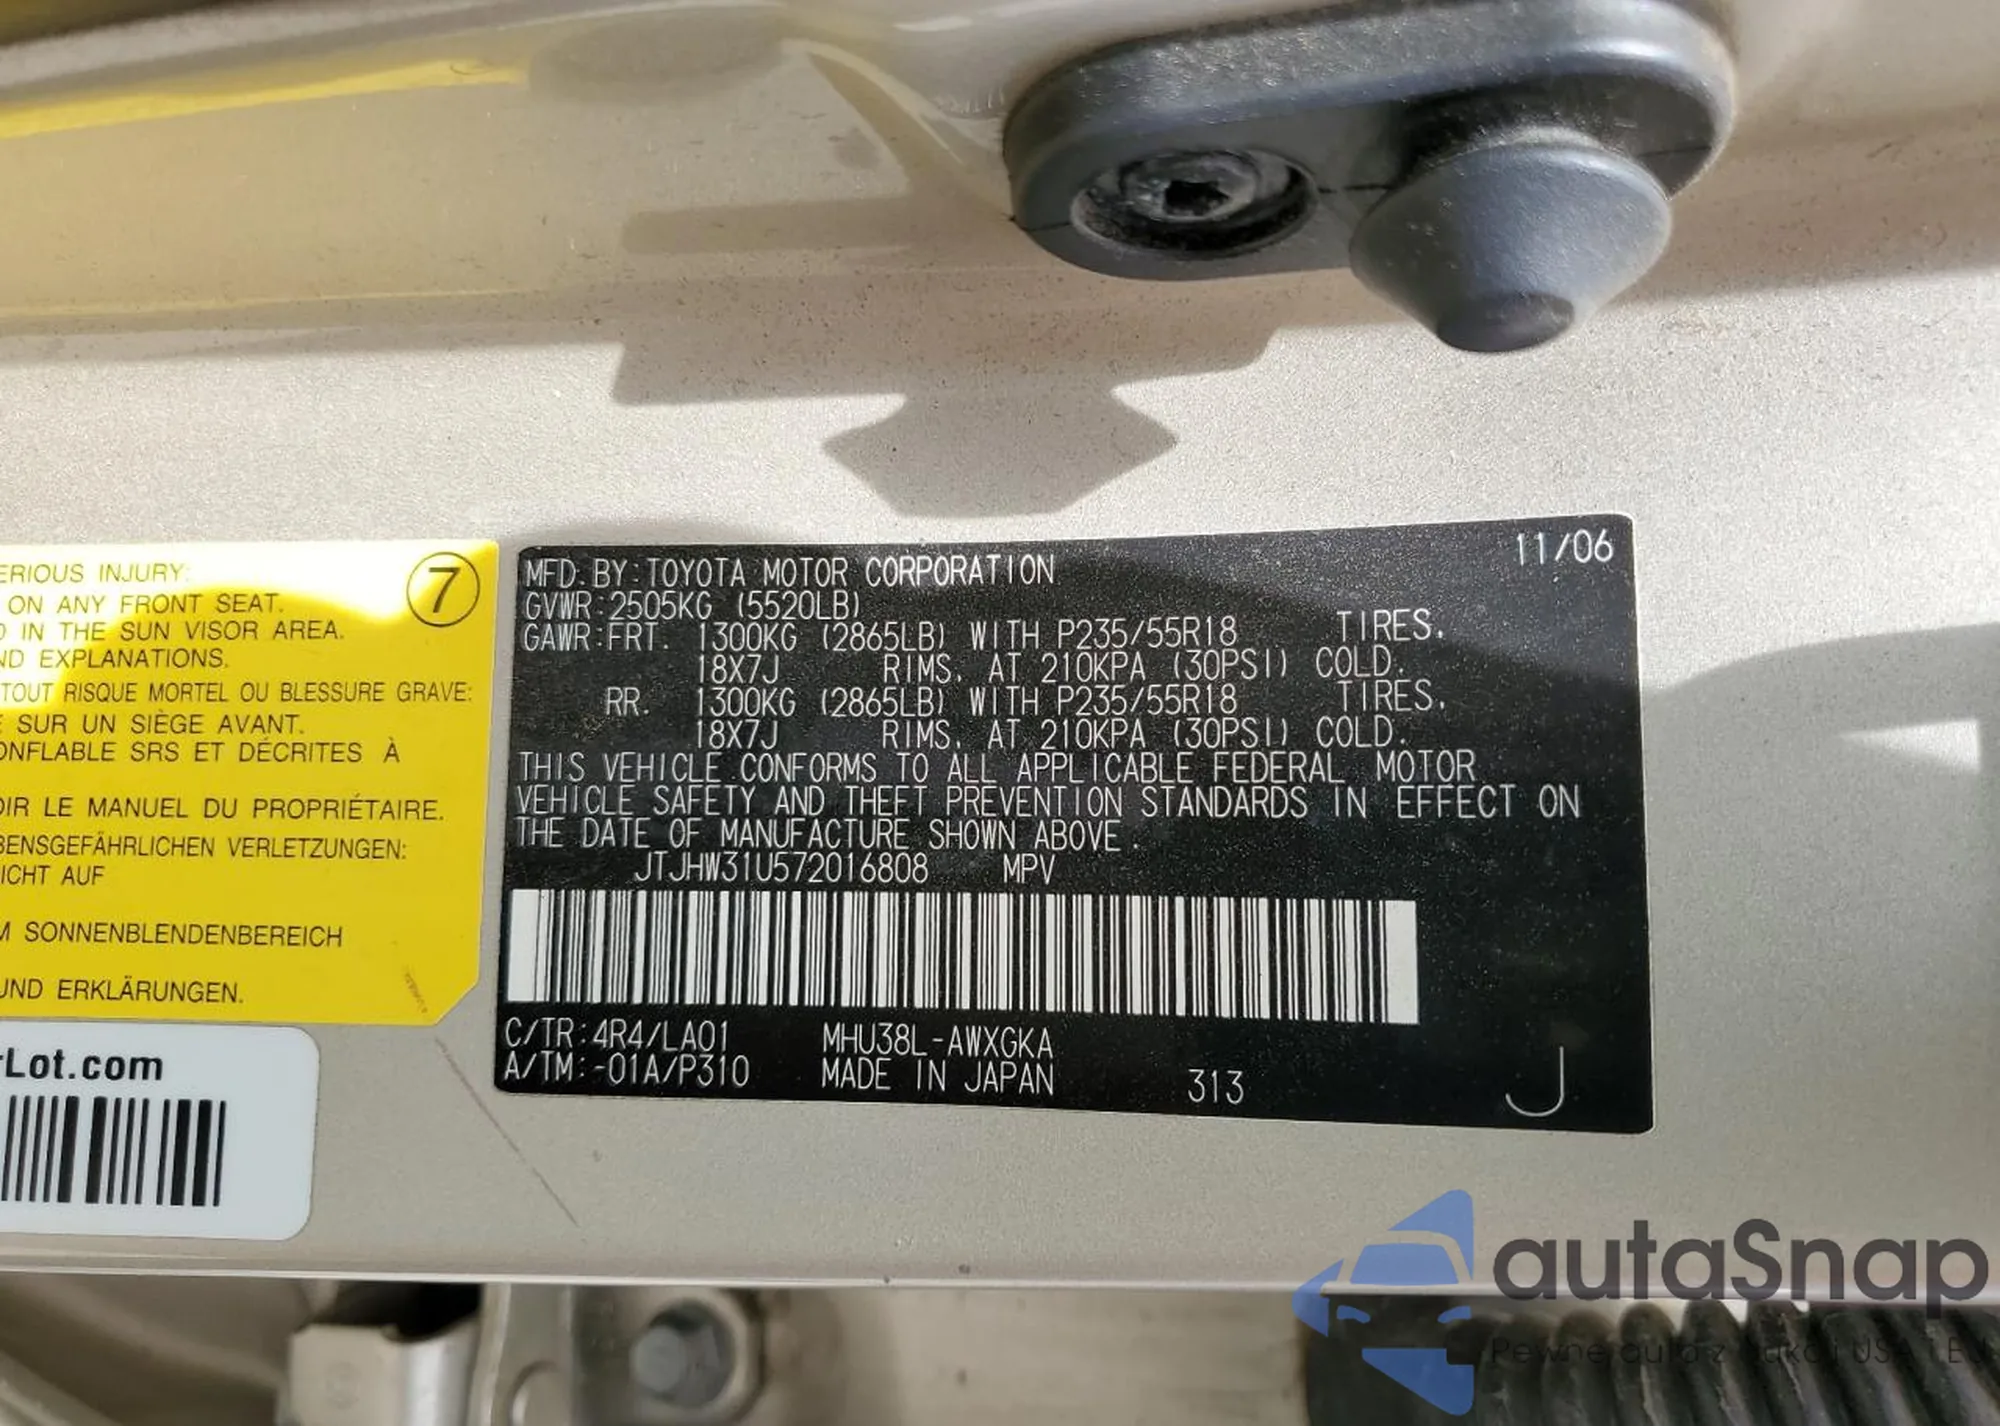 ERIOUS INJURY:
ON ANY FRONT SEAT.
IN THE SUN VISOR AREA.
ND EXPLANATIONS.
TOUT RISQUE MORTEL OU BLESSURE GRAVE:
SUR UN SIÈGE AVANT.
ONFLABLE SRS ET DÉCRITES À
OIR LE MANUEL DU PROPRIÉTAIRE.
BENSGEFÄHRLICHEN VERLETZUNGEN:
ICHT AUF
M SONNENBLENDENBEREICH
UND ERKLÄRUNGEN.
7
rLot.com
11/06
MFD. BY: TOYOTA MOTOR CORPORATION
GVWR: 2505KG (5520LB)
GAWR: FRT. 1300KG (2865LB) WITH P235/55R18 TIRES.
18X7J RIMS. AT 210KPA (30PSI) COLD.
RR. 1300KG (2865LB) WITH P235/55R18 TIRES.
18X7J RIMS. AT 210KPA (30PSI) COLD.
THIS VEHICLE CONFORMS TO ALL APPLICABLE FEDERAL MOTOR
VEHICLE SAFETY AND THEFT PREVENTION STANDARDS IN EFFECT ON
THE DATE OF MANUFACTURE SHOWN ABOVE.
JTJHW31U572016808 MPV
C/TR: 4R4/LA01 MHU38L-AWXGKA
A/TM: -01A/P310 MADE IN JAPAN 313 J
autaSnap
Pewne auta z aukcji USA i EU